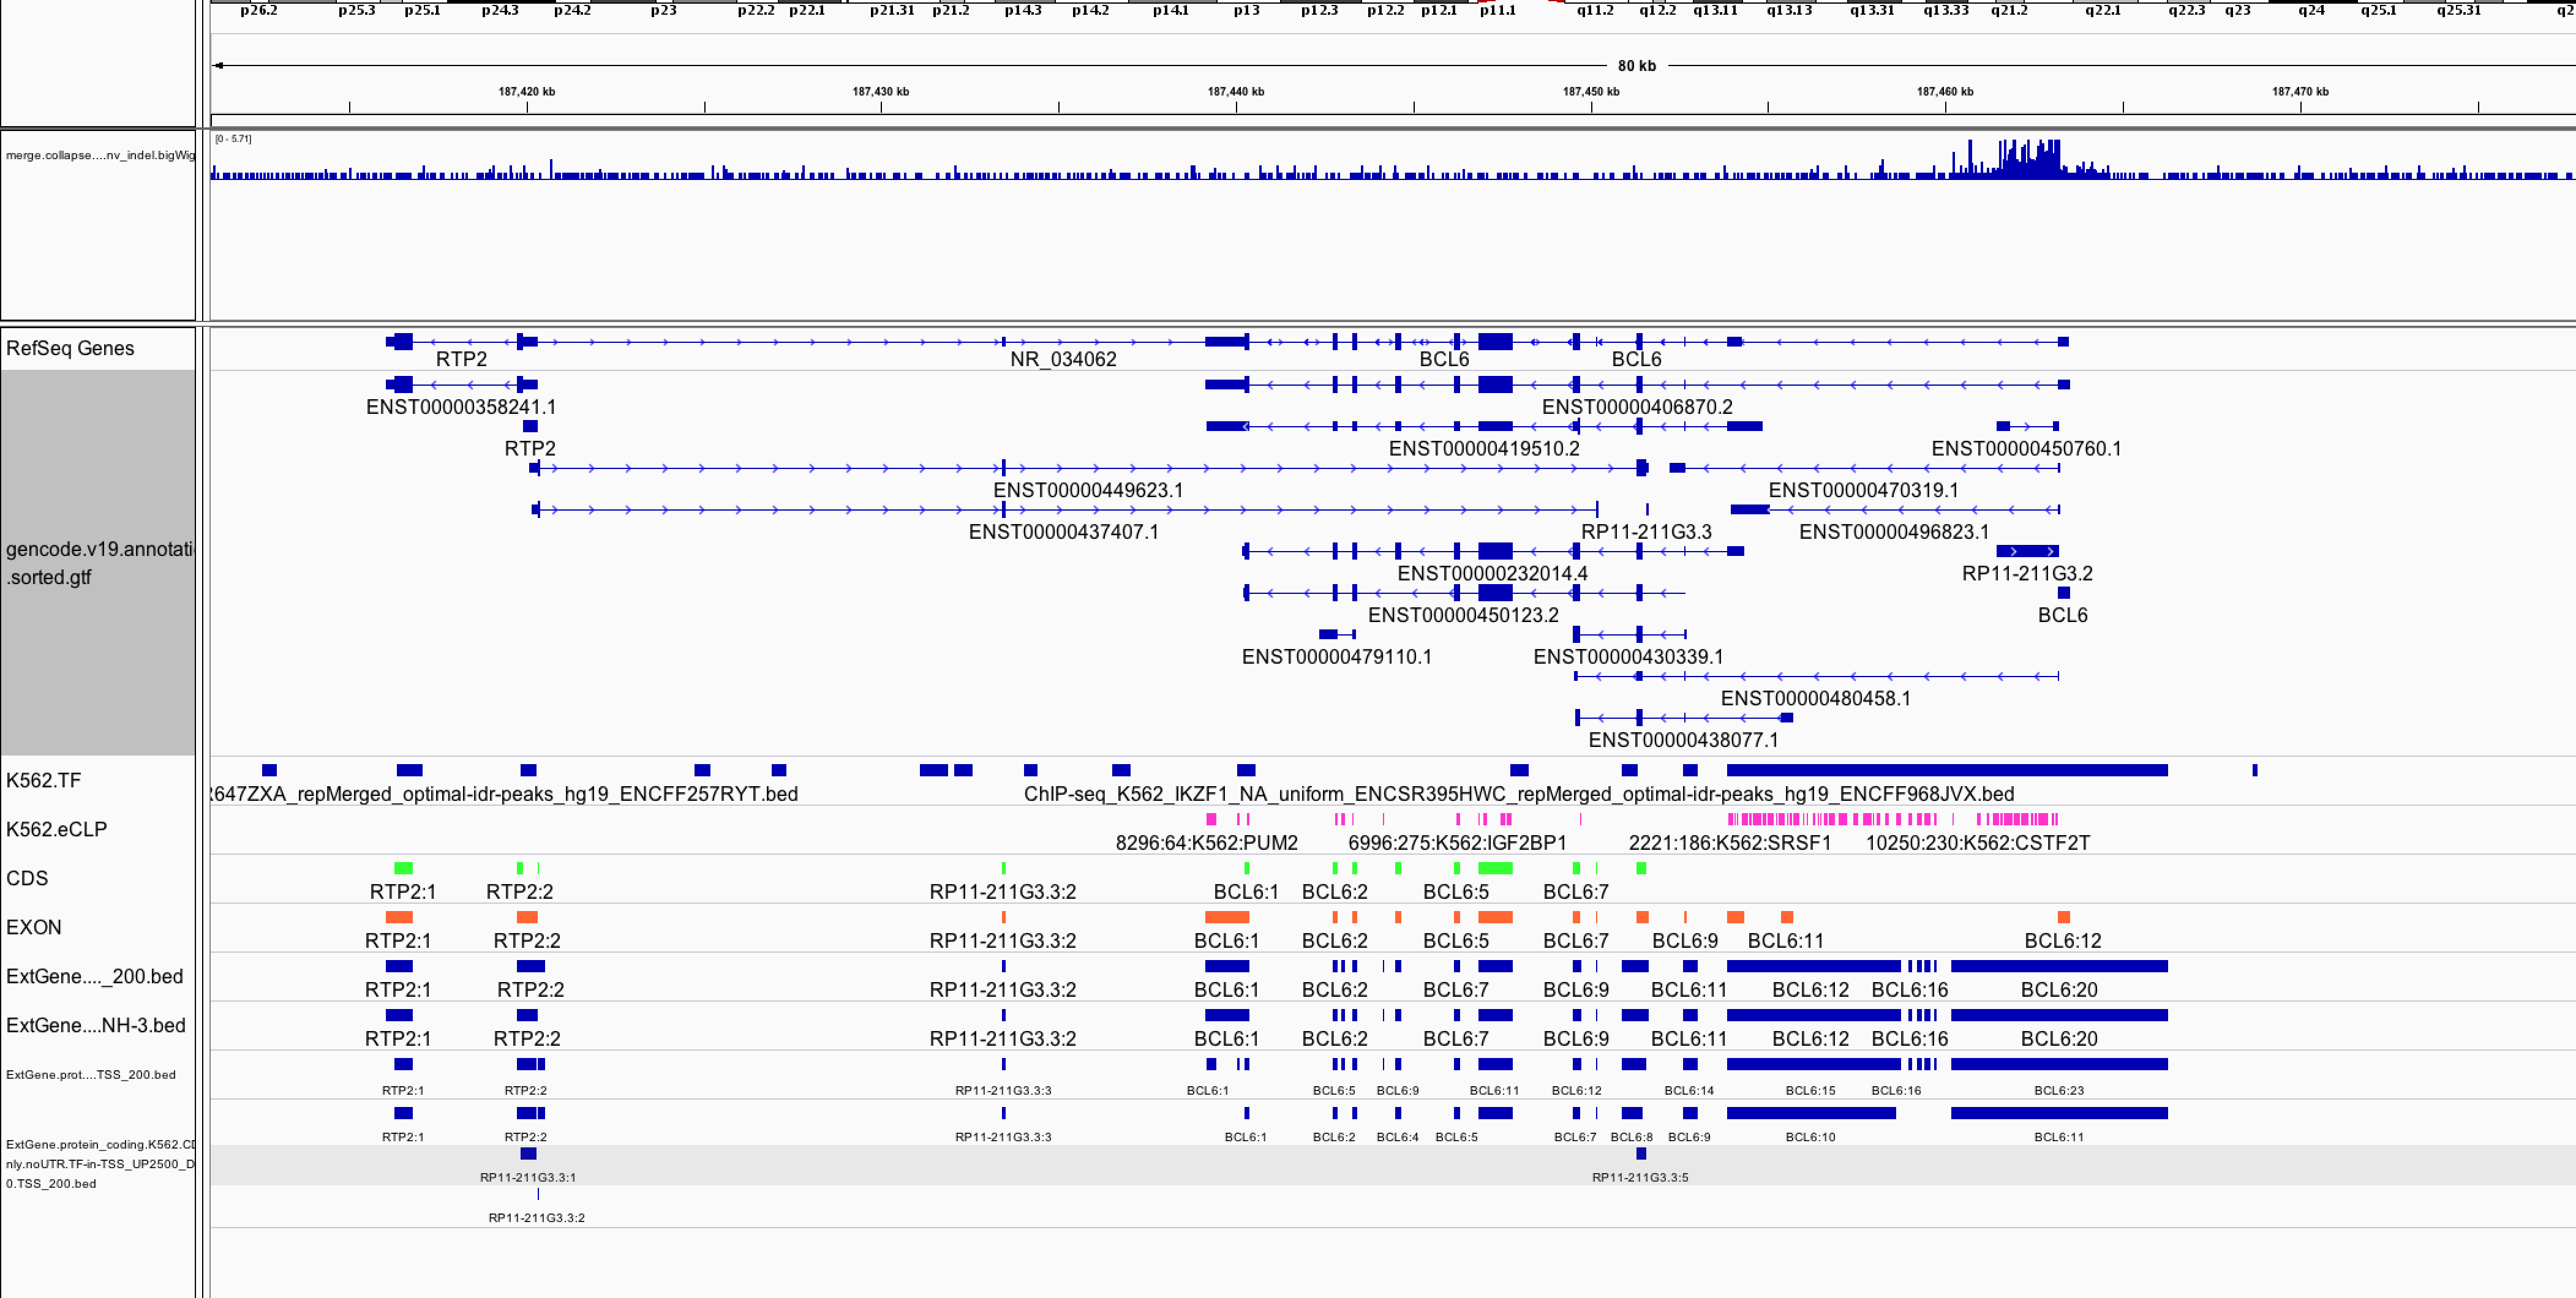 p26.2 p25.3 p25.1 p24.3 p24.2 p23 p22.2 p22.1 p21.31 p21.2 p14.3 p14.2 p14.1 p13 p12.3 p12.2 p12.1 p11.1 q11.2 q12.2 q13.11 q13.13 q13.31 q13.33 q21.2 q22.1 q22.3 q23 q24 q25.1 q25.31 q2
80 kb
187,420 kb 187,430 kb 187,440 kb 187,450 kb 187,460 kb 187,470 kb
[0 - 5.71]
merge.collapse....nv_indel.bigWig
RefSeq Genes
RTP2 NR_034062 BCL6 BCL6
ENST00000358241.1 ENST00000406870.2
RTP2 ENST00000419510.2 ENST00000450760.1
ENST00000449623.1 ENST00000470319.1
ENST00000437407.1 RP11-211G3.3 ENST00000496823.1
gencode.v19.annotati
.sorted.gtf
ENST00000232014.4 RP11-211G3.2
ENST00000450123.2 BCL6
ENST00000479110.1 ENST00000430339.1
ENST00000480458.1
ENST00000438077.1
K562.TF
647ZXA_repMerged_optimal-idr-peaks_hg19_ENCFF257RYT.bed ChIP-seq_K562_IKZF1_NA_uniform_ENCSR395HWC_repMerged_optimal-idr-peaks_hg19_ENCFF968JVX.bed
K562.eCLP
8296:64:K562:PUM2 6996:275:K562:IGF2BP1 2221:186:K562:SRSF1 10250:230:K562:CSTF2T
CDS
RTP2:1 RTP2:2 RP11-211G3.3:2 BCL6:1 BCL6:2 BCL6:5 BCL6:7
EXON
RTP2:1 RTP2:2 RP11-211G3.3:2 BCL6:1 BCL6:2 BCL6:5 BCL6:7 BCL6:9 BCL6:11 BCL6:12
ExtGene...._200.bed
RTP2:1 RTP2:2 RP11-211G3.3:2 BCL6:1 BCL6:2 BCL6:7 BCL6:9 BCL6:11 BCL6:12 BCL6:16 BCL6:20
ExtGene....NH-3.bed
RTP2:1 RTP2:2 RP11-211G3.3:2 BCL6:1 BCL6:2 BCL6:7 BCL6:9 BCL6:11 BCL6:12 BCL6:16 BCL6:20
ExtGene.prot....TSS_200.bed
RTP2:1 RTP2:2 RP11-211G3.3:3 BCL6:1 BCL6:5 BCL6:9 BCL6:11 BCL6:12 BCL6:14 BCL6:15 BCL6:16 BCL6:23
RTP2:1 RTP2:2 RP11-211G3.3:3 BCL6:1 BCL6:2 BCL6:4 BCL6:5 BCL6:7 BCL6:8 BCL6:9 BCL6:10 BCL6:11
ExtGene.protein_coding.K562.CD
nly.noUTR.TF-in-TSS_UP2500_D
0.TSS_200.bed
RP11-211G3.3:1 RP11-211G3.3:5
RP11-211G3.3:2